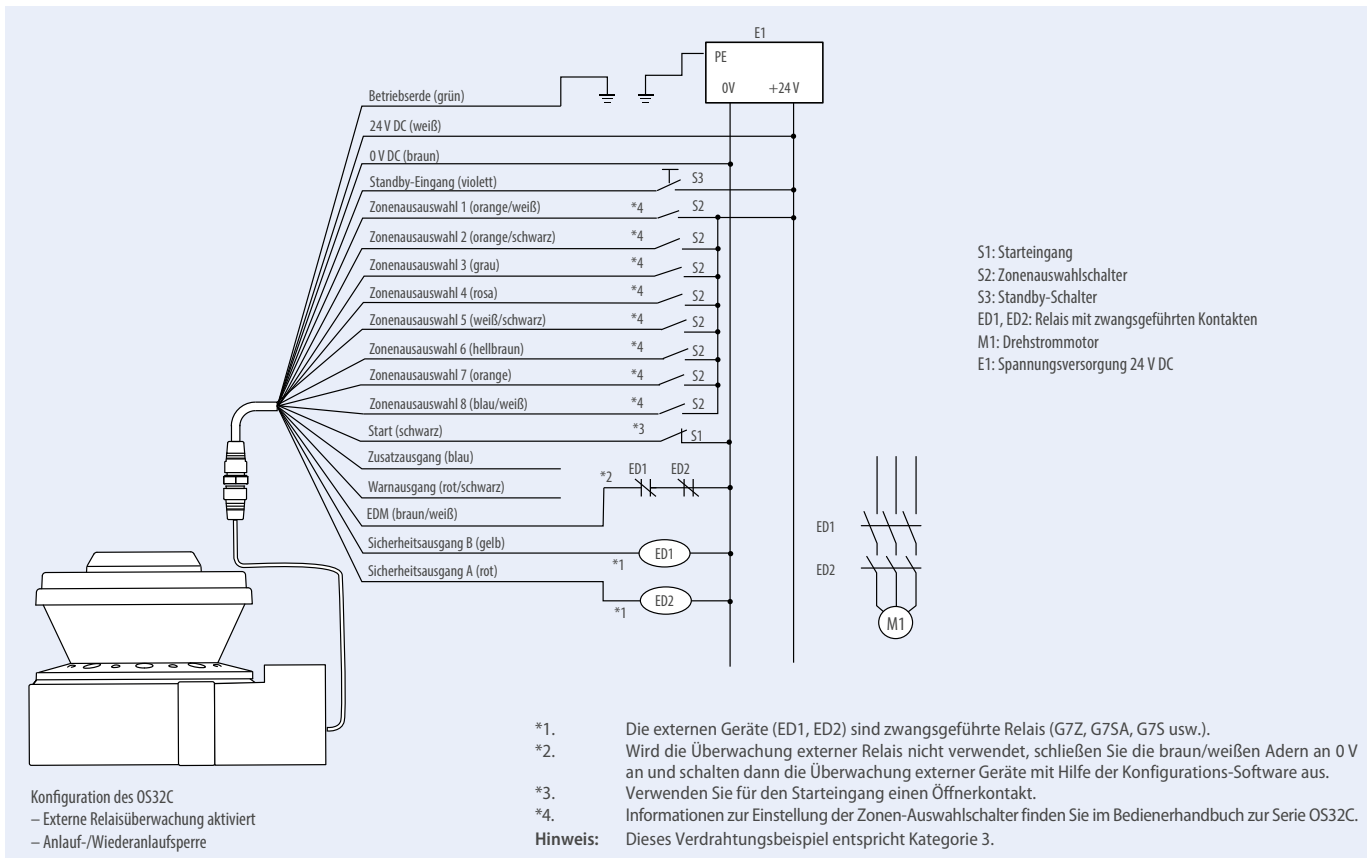 E1
PE
0V +24 V
Betriebserde (grün)
24 V DC (weiß)
0 V DC (braun)
Standby-Eingang (violett) S3
Zonenausauswahl 1 (orange/weiß) *4 S2
Zonenausauswahl 2 (orange/schwarz) *4 S2
Zonenausauswahl 3 (grau) *4 S2
Zonenausauswahl 4 (rosa) *4 S2
Zonenausauswahl 5 (weiß/schwarz) *4 S2
Zonenausauswahl 6 (hellbraun) *4 S2
Zonenausauswahl 7 (orange) *4 S2
Zonenausauswahl 8 (blau/weiß) *4 S2
Start (schwarz) *3 S1
Zusatzausgang (blau)
Warnausgang (rot/schwarz) *2 ED1 ED2
EDM (braun/weiß)
Sicherheitsausgang B (gelb) *1 ED1
Sicherheitsausgang A (rot) *1 ED2
S1: Starteingang
S2: Zonenauswahlschalter
S3: Standby-Schalter
ED1, ED2: Relais mit zwangsgeführten Kontakten
M1: Drehstrommotor
E1: Spannungsversorgung 24 V DC
ED1
ED2
M1
Konfiguration des OS32C
– Externe Relaisüberwachung aktiviert
– Anlauf-/Wiederanlaufsperre
*1. Die externen Geräte (ED1, ED2) sind zwangsgeführte Relais (G7Z, G7SA, G7S usw.).
*2. Wird die Überwachung externer Relais nicht verwendet, schließen Sie die braun/weißen Adern an 0 V
an und schalten dann die Überwachung externer Geräte mit Hilfe der Konfigurations-Software aus.
*3. Verwenden Sie für den Starteingang einen Öffnerkontakt.
*4. Informationen zur Einstellung der Zonen-Auswahlschalter finden Sie im Bedienerhandbuch zur Serie OS32C.
Hinweis: Dieses Verdrahtungsbeispiel entspricht Kategorie 3.